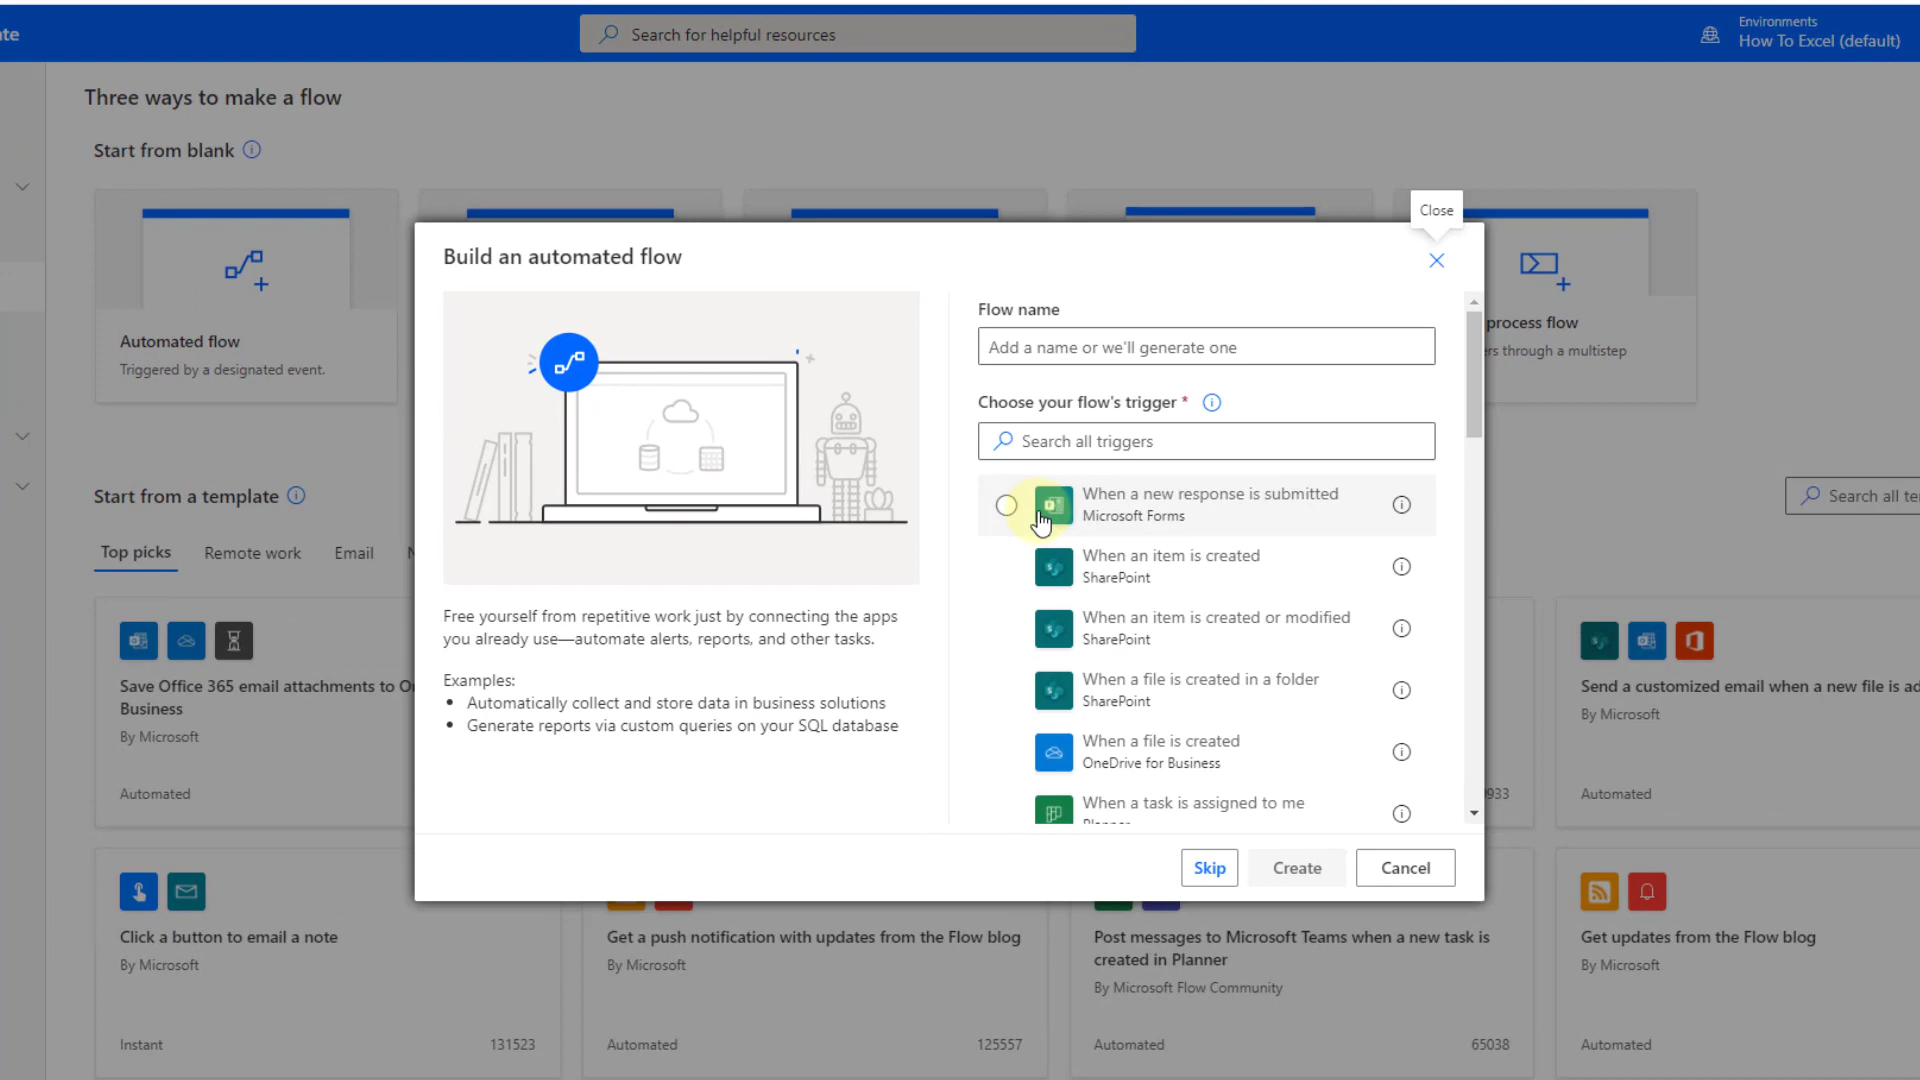 te
Search for helpful resources
Environments
How To Excel (default)
Three ways to make a flow
Start from blank
Automated flow
Triggered by a designated event.
process flow
rs through a multistep
Close
Build an automated flow
Free yourself from repetitive work just by connecting the apps
you already use—automate alerts, reports, and other tasks.
Examples:
• Automatically collect and store data in business solutions
• Generate reports via custom queries on your SQL database
Flow name
Add a name or we'll generate one
Choose your flow's trigger *
Search all triggers
When a new response is submitted
Microsoft Forms
When an item is created
SharePoint
When an item is created or modified
SharePoint
When a file is created in a folder
SharePoint
When a file is created
OneDrive for Business
When a task is assigned to me
Planner
Skip
Create
Cancel
Start from a template
Search all te
Top picks
Remote work
Email
Save Office 365 email attachments to On
Business
By Microsoft
Automated
9933
Send a customized email when a new file is ad
By Microsoft
Automated
Click a button to email a note
By Microsoft
Instant
131523
Get a push notification with updates from the Flow blog
By Microsoft
Automated
125557
Post messages to Microsoft Teams when a new task is
created in Planner
By Microsoft Flow Community
Automated
65038
Get updates from the Flow blog
By Microsoft
Automated